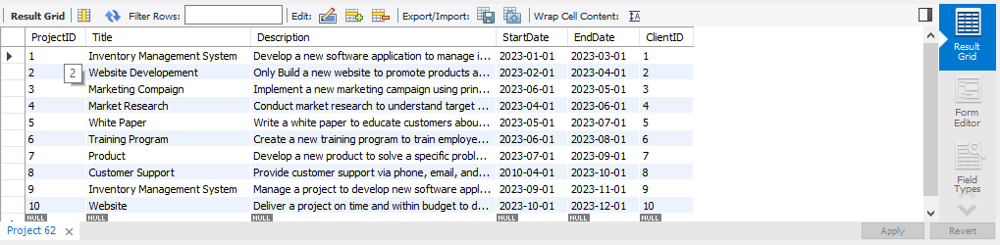 Result Grid Filter Rows: Edit: Export/Import: Wrap Cell Content: IA
ProjectID Title Description StartDate EndDate ClientID
1 Inventory Management System Develop a new software application to manage i... 2023-01-01 2023-03-01 1
2 Website Developement Only Build a new website to promote products a... 2023-02-01 2023-04-01 2
2
3 Marketing Compaign Implement a new marketing campaign using prin... 2023-06-01 2023-05-01 3
4 Market Research Conduct market research to understand target ... 2023-04-01 2023-06-01 4
5 White Paper Write a white paper to educate customers abou... 2023-05-01 2023-07-01 5
6 Training Program Create a new training program to train employe... 2023-06-01 2023-08-01 6
7 Product Develop a new product to solve a specific probl... 2023-07-01 2023-09-01 7
8 Customer Support Provide customer support via phone, email, and... 2010-04-01 2023-10-01 8
9 Inventory Management System Manage a project to develop new software appl... 2023-09-01 2023-11-01 9
10 Website Deliver a project on time and within budget to d... 2023-10-01 2023-12-01 10
NULL NULL NULL NULL NULL NULL
Project 62
Apply Revert
Result
Grid
Form
Editor
Field
Types